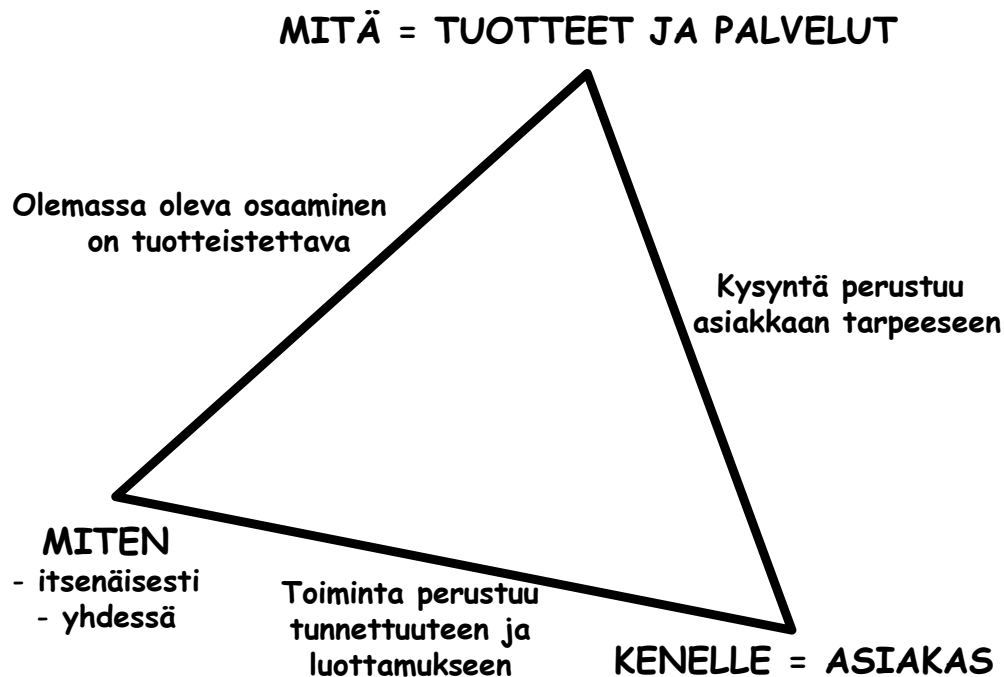 MITÄ = TUOTTEET JA PALVELUT
Olemassa oleva osaaminen
on tuotteistettava
Kysyntä perustuu
asiakkaan tarpeeseen
MITEN
- itsenäisesti
- yhdessä
Toiminta perustuu
tunnettuuteen ja
luottamukseen
KENELLE = ASIAKAS